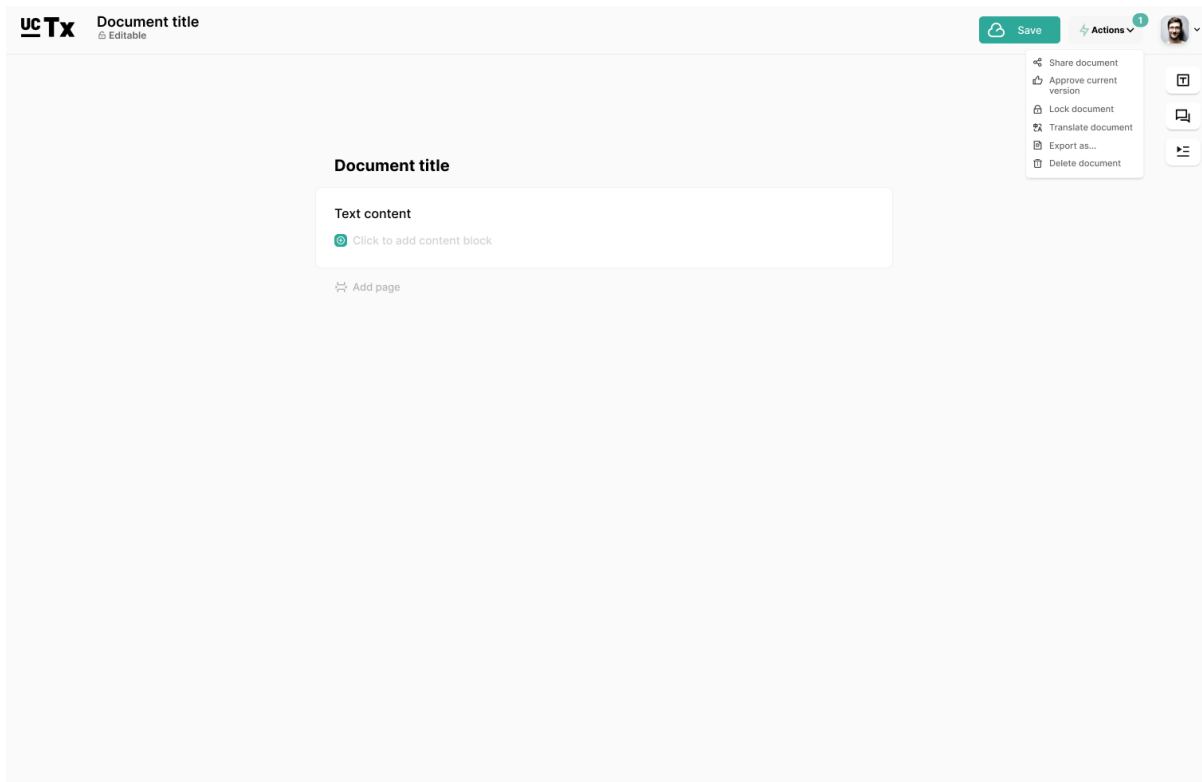 UC Tx
Document title
Editable
Save
Actions
1
Share document
Approve current
version
Lock document
Translate document
Export as...
Delete document
T
Document title
Text content
Click to add content block
Add page